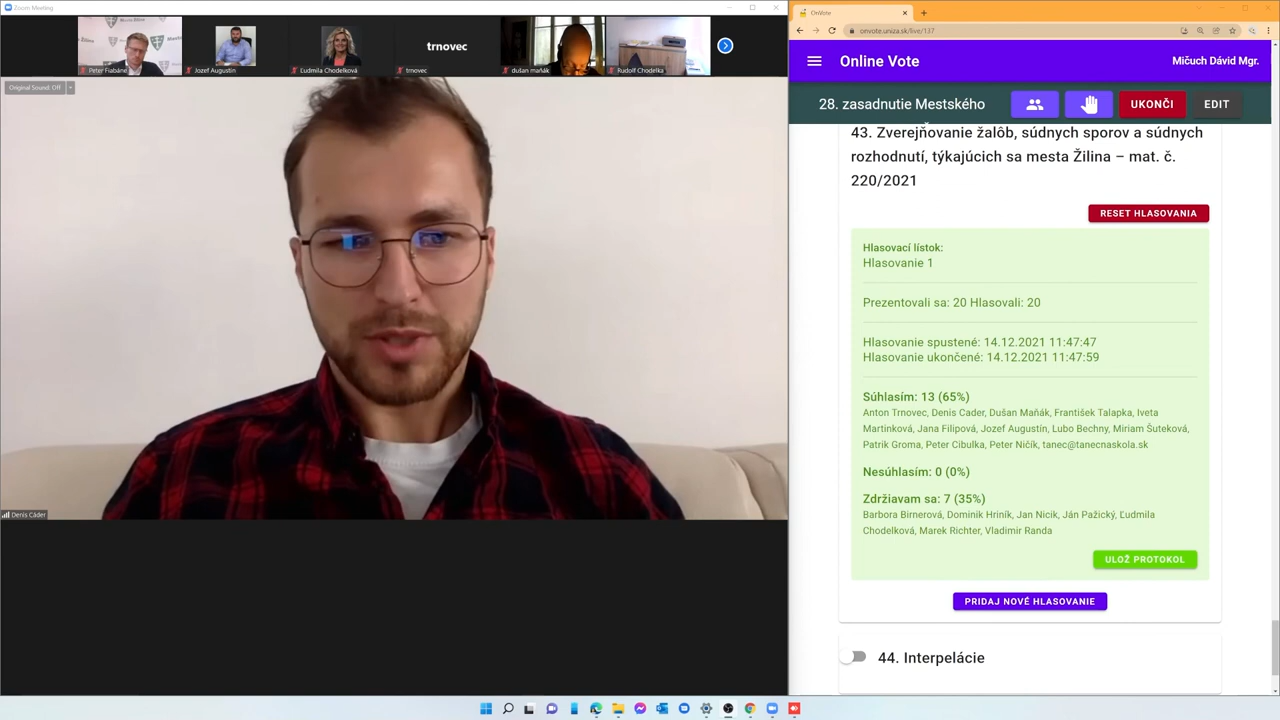 Zoom Meeting
OnVote
onvote.uniza.sk/live/137
Peter Fiabáne
Jozef Augustín
Ľudmila Chodelková
trnovec
trnovec
dušan maňák
Rudolf Chodelka
Original Sound: Off
Denis Cáder
Online Vote
Mičuch Dávid Mgr.
28. zasadnutie Mestského
UKONČI
EDIT
43. Zverejňovanie žalôb, súdnych sporov a súdnych
rozhodnutí, týkajúcich sa mesta Žilina – mat. č.
220/2021
RESET HLASOVANIA
Hlasovací lístok:
Hlasovanie 1
Prezentovali sa: 20 Hlasovali: 20
Hlasovanie spustené: 14.12.2021 11:47:47
Hlasovanie ukončené: 14.12.2021 11:47:59
Súhlasím: 13 (65%)
Anton Trnovec, Denis Cader, Dušan Maňák, František Talapka, Iveta
Martinková, Jana Filipová, Jozef Augustín, Lubo Bechny, Miriam Šuteková,
Patrik Groma, Peter Cibulka, Peter Ničík, tanec@tanecnaskola.sk
Nesúhlasím: 0 (0%)
Zdržiavam sa: 7 (35%)
Barbora Birnerová, Dominik Hriník, Jan Nicik, Ján Pažický, Ľudmila
Chodelková, Marek Richter, Vladimir Randa
ULOŽ PROTOKOL
PRIDAJ NOVÉ HLASOVANIE
44. Interpelácie